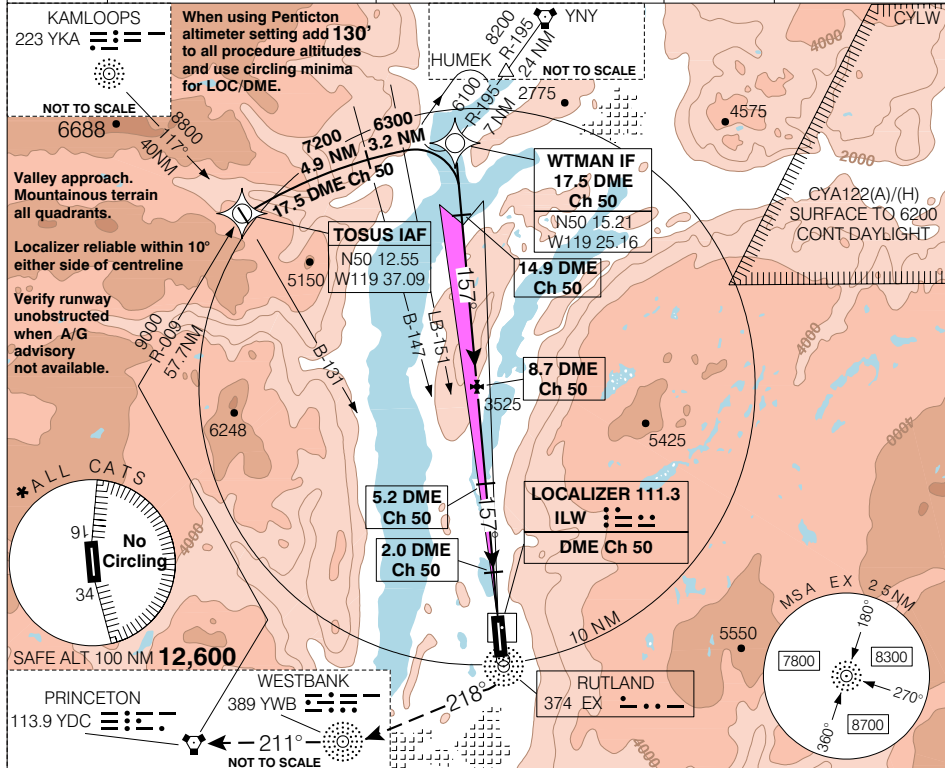 KAMLOOPS
223 YKA
NOT TO SCALE
6688
8800
117°
40NM
When using Penticton
altimeter setting add 130'
to all procedure altitudes
and use circling minima
for LOC/DME.
YNY
8200
R-195
24 NM
HUMEK
NOT TO SCALE
6100
R-195
7 NM
2775
CYLW
4000
4575
2000
7200
6300
4.9 NM
3.2 NM
17.5 DME Ch 50
Valley approach.
Mountainous terrain
all quadrants.
Localizer reliable within 10°
either side of centreline
Verify runway
unobstructed
when A/G
advisory
not available.
WTMAN IF
17.5 DME
Ch 50
N50 15.21
W119 25.16
CYA122(A)/(H)
SURFACE TO 6200
CONT DAYLIGHT
TOSUS IAF
N50 12.55
W119 37.09
5150
14.9 DME
Ch 50
157°
9000
R-009
57.7NM
B-131
B-147
LB-151
4000
8.7 DME
Ch 50
3525
6248
5425
4000
✱ALL CATS
16
No
Circling
34
4000
5.2 DME
Ch 50
157°
LOCALIZER 111.3
ILW
DME Ch 50
2.0 DME
Ch 50
10 NM
5550
MSA EX 25NM
180°
7800
8300
270°
8700
360°
SAFE ALT 100 NM 12,600
PRINCETON
113.9 YDC
WESTBANK
389 YWB
218°
211°
NOT TO SCALE
RUTLAND
374 EX
4000